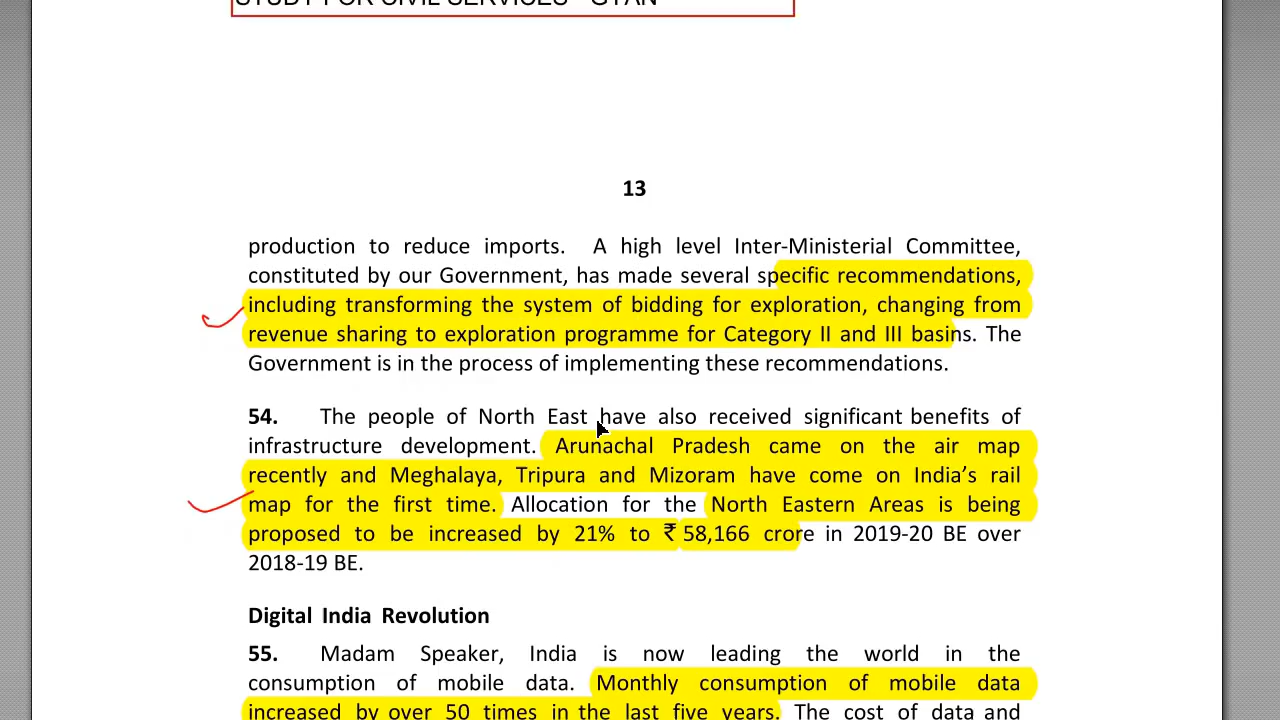 STUDY FOR CIVIL SERVICES - GYAN
13
production to reduce imports.  A high level Inter-Ministerial Committee,
constituted by our Government, has made several specific recommendations,
including transforming the system of bidding for exploration, changing from
revenue sharing to exploration programme for Category II and III basins. The
Government is in the process of implementing these recommendations.
54. The people of North East have also received significant benefits of
infrastructure development. Arunachal Pradesh came on the air map
recently and Meghalaya, Tripura and Mizoram have come on India’s rail
map for the first time. Allocation for the North Eastern Areas is being
proposed to be increased by 21% to ₹ 58,166 crore in 2019-20 BE over
2018-19 BE.
Digital India Revolution
55. Madam Speaker, India is now leading the world in the
consumption of mobile data. Monthly consumption of mobile data
increased by over 50 times in the last five years. The cost of data and